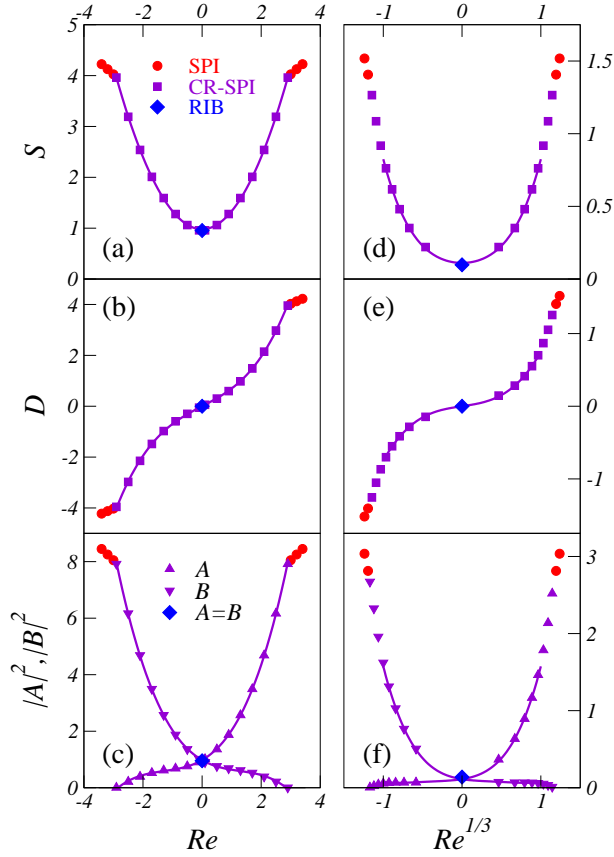 -4 -2 0 2 4 -1 0 1
5
4
3
2
1
0
S
SPI
CR-SPI
RIB
(a)
1.5
1
0.5
0
(d)
4
2
0
-2
-4
D
(b)
1
0
-1
(e)
8
6
4
2
0
|A|², |B|²
A
B
A=B
(c)
3
2
1
0
(f)
-4 -2 0 2 4
Re
-1 0 1
Re^1/3